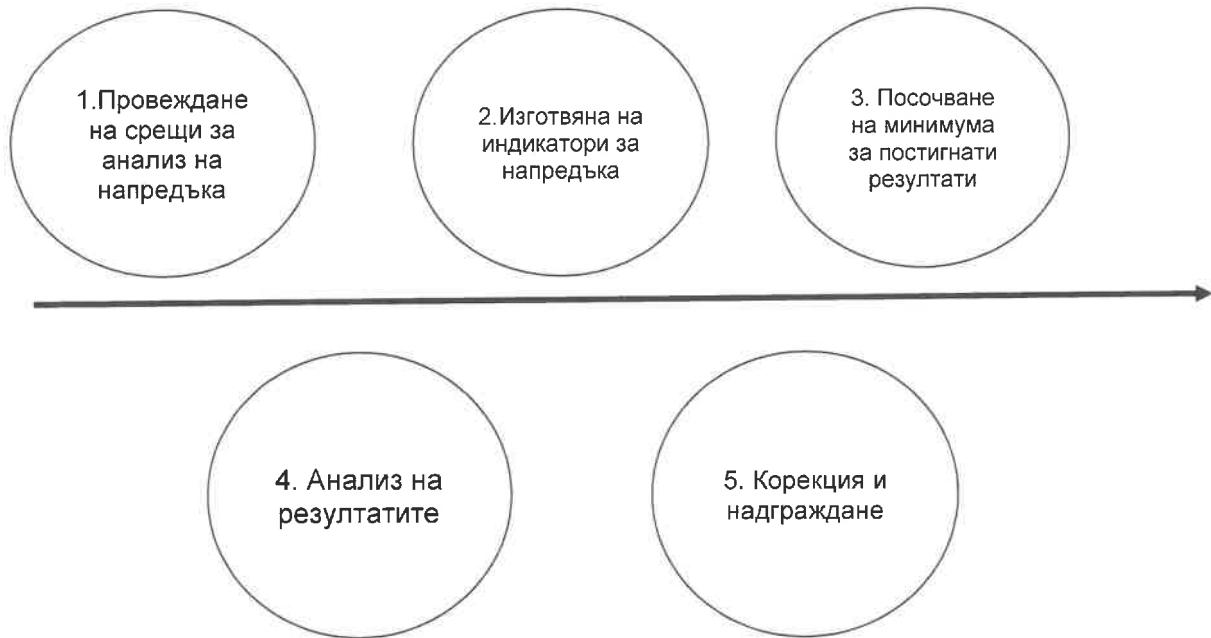 1.Провеждане
на срещи за
анализ на
напредъка
2.Изготвяна на
индикатори за
напредъка
3. Посочване
на минимума
за постигнати
резултати
4. Анализ на
резултатите
5. Корекция и
надграждане